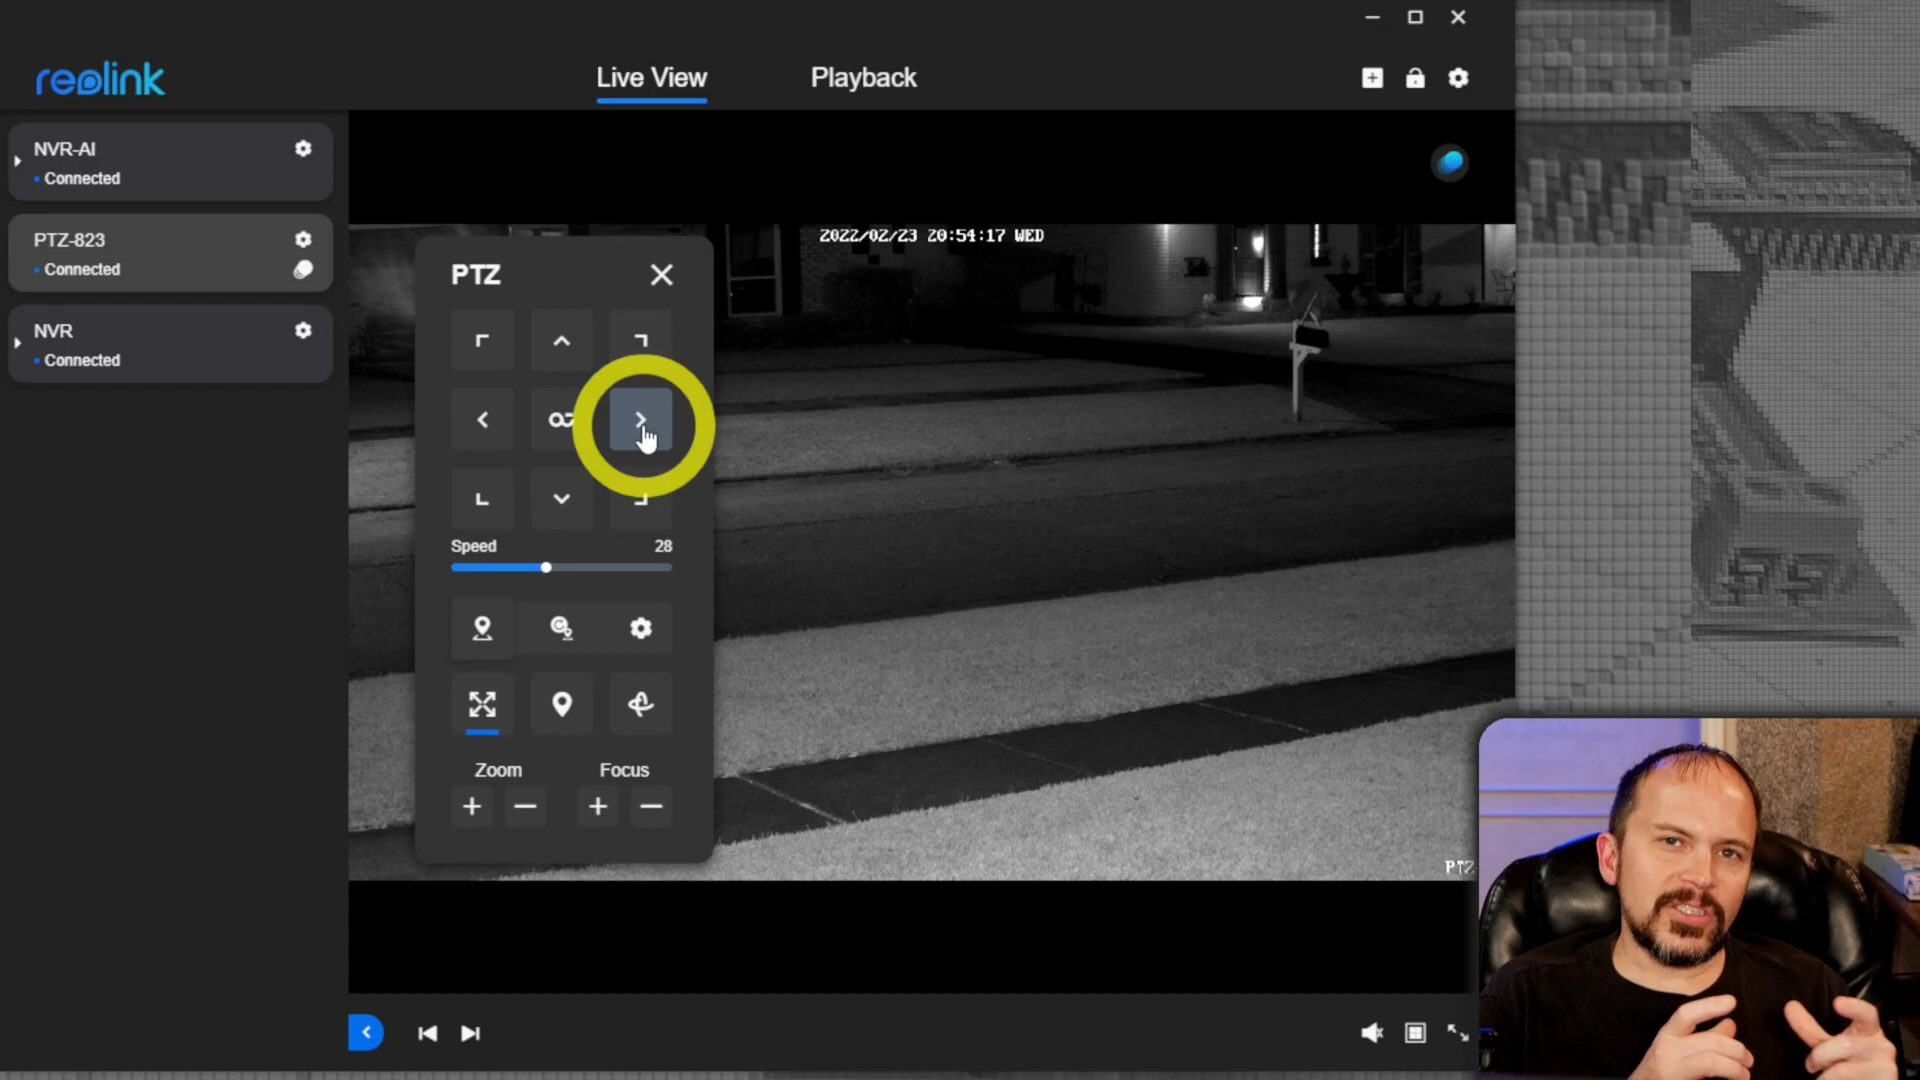 reolink
Live View
Playback
NVR-AI
Connected
PTZ-823
Connected
NVR
Connected
2022/02/23 20:54:17 WED
PTZ
Speed
28
Zoom
Focus
PTZ